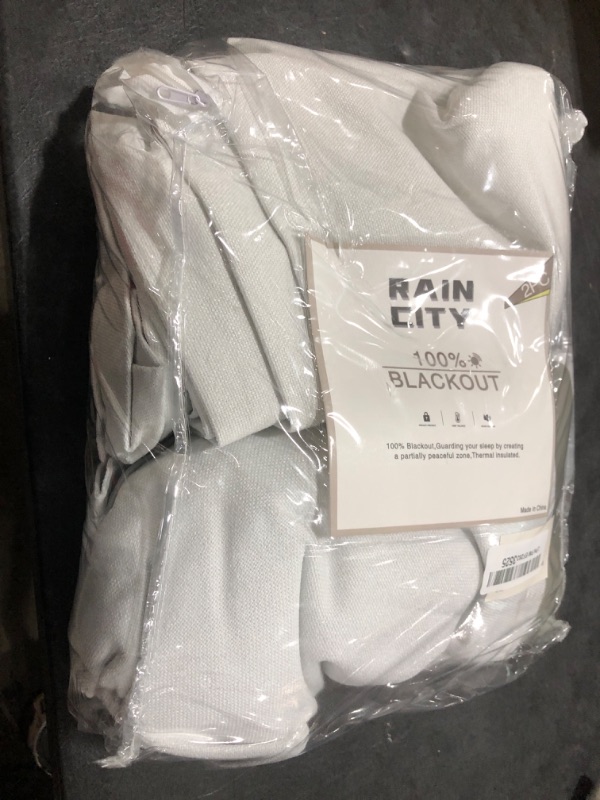 RAIN
CITY
2PC
100%
BLACKOUT
100% Blackout,Guarding your sleep by creating
a partially peaceful zone,Thermal Insulated.
Made in China